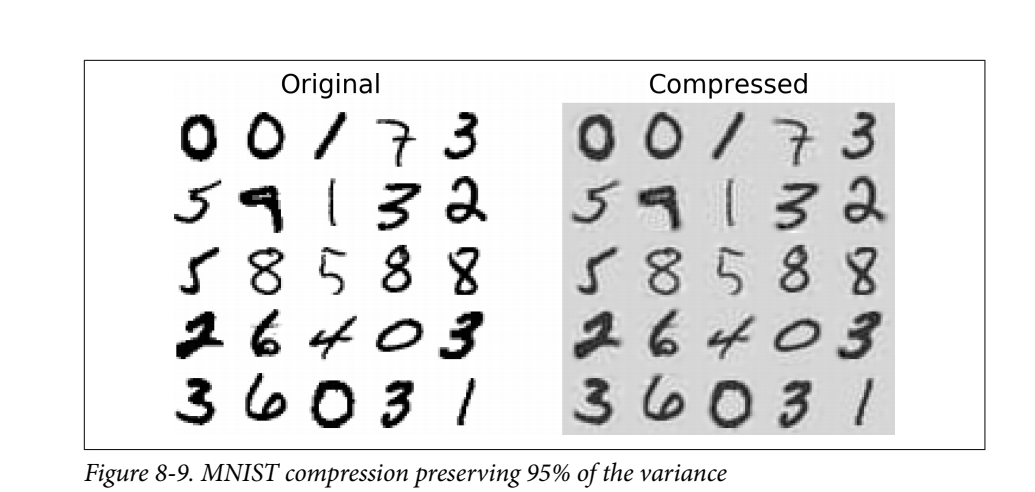 Original
0 0 1 7 3
5 9 1 3 2
5 8 5 8 8
2 6 4 0 3
3 6 0 3 1
Compressed
0 0 1 7 3
5 9 1 3 2
5 8 5 8 8
2 6 4 0 3
3 6 0 3 1
Figure 8-9. MNIST compression preserving 95% of the variance